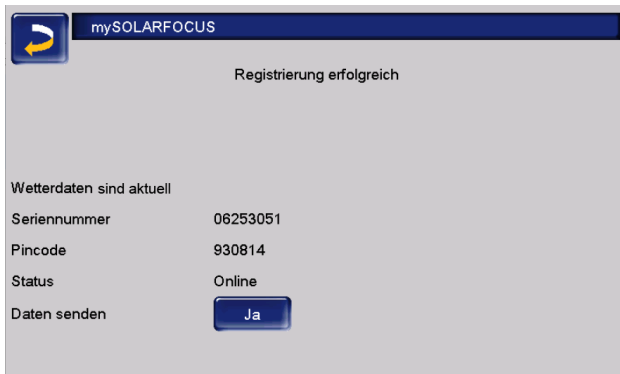 mySOLARFOCUS
Registrierung erfolgreich
Wetterdaten sind aktuell
Seriennummer 06253051
Pincode 930814
Status Online
Daten senden Ja